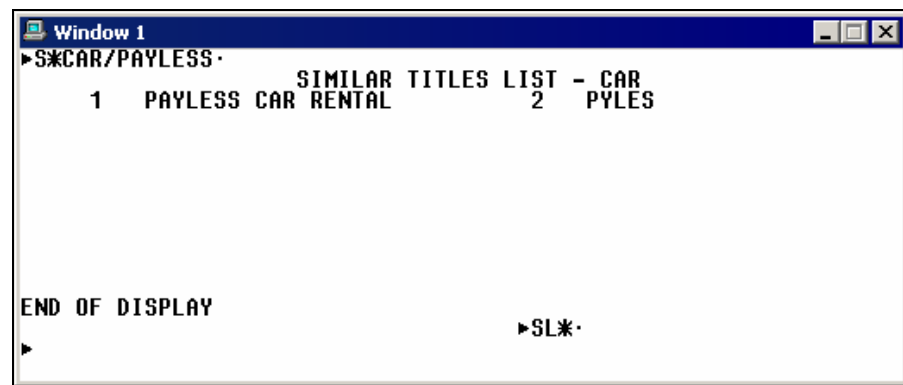 Window 1
▶S*CAR/PAYLESS·
SIMILAR TITLES LIST - CAR
1 PAYLESS CAR RENTAL 2 PYLES
END OF DISPLAY
▶SL*·
▶